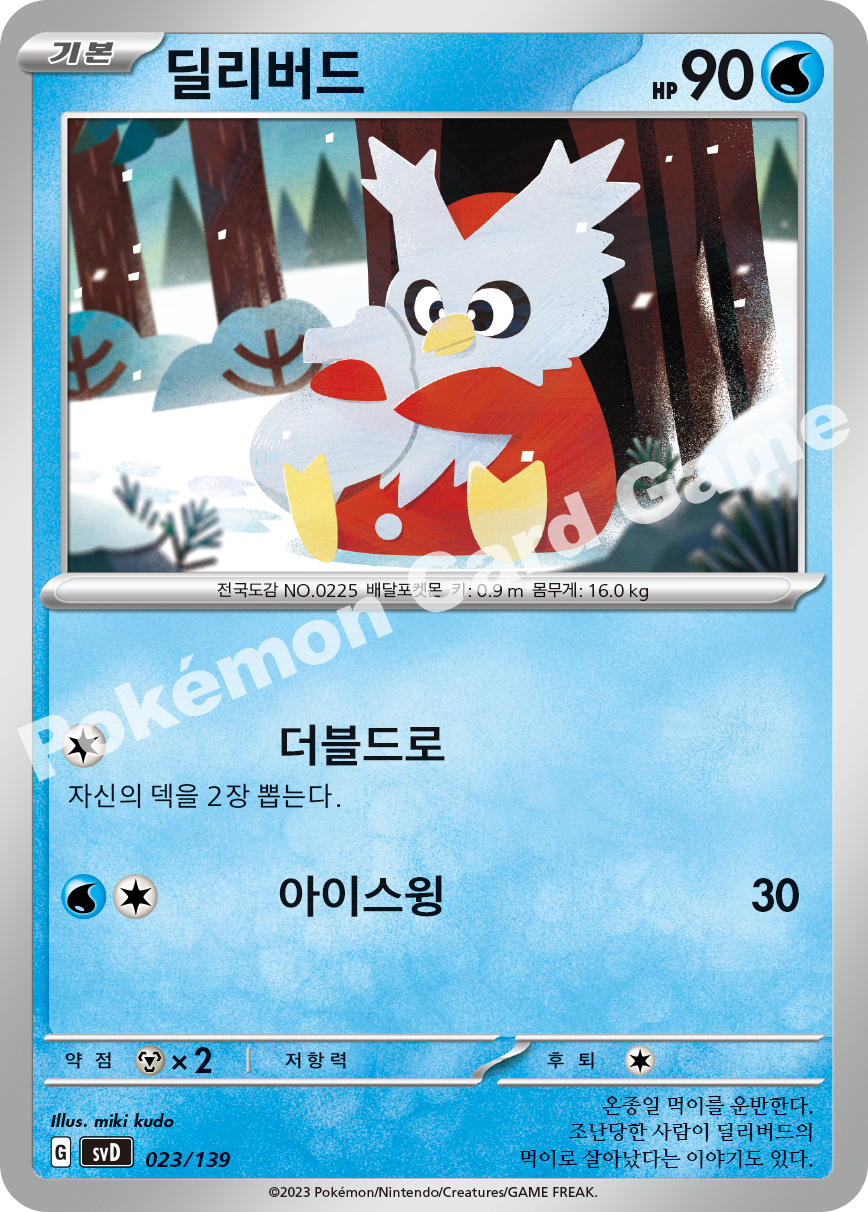 기본
딜리버드
HP 90
전국도감 NO.0225 배달포켓몬 키: 0.9 m 몸무게: 16.0 kg
Pokémon Card Game
더블드로
자신의 덱을 2장 뽑는다.
아이스윙 30
약점 ×2 저항력 후퇴
온종일 먹이를 운반한다.
조난당한 사람이 딜리버드의
먹이로 살아났다는 이야기도 있다.
Illus. miki kudo
G svD 023/139
©2023 Pokémon/Nintendo/Creatures/GAME FREAK.